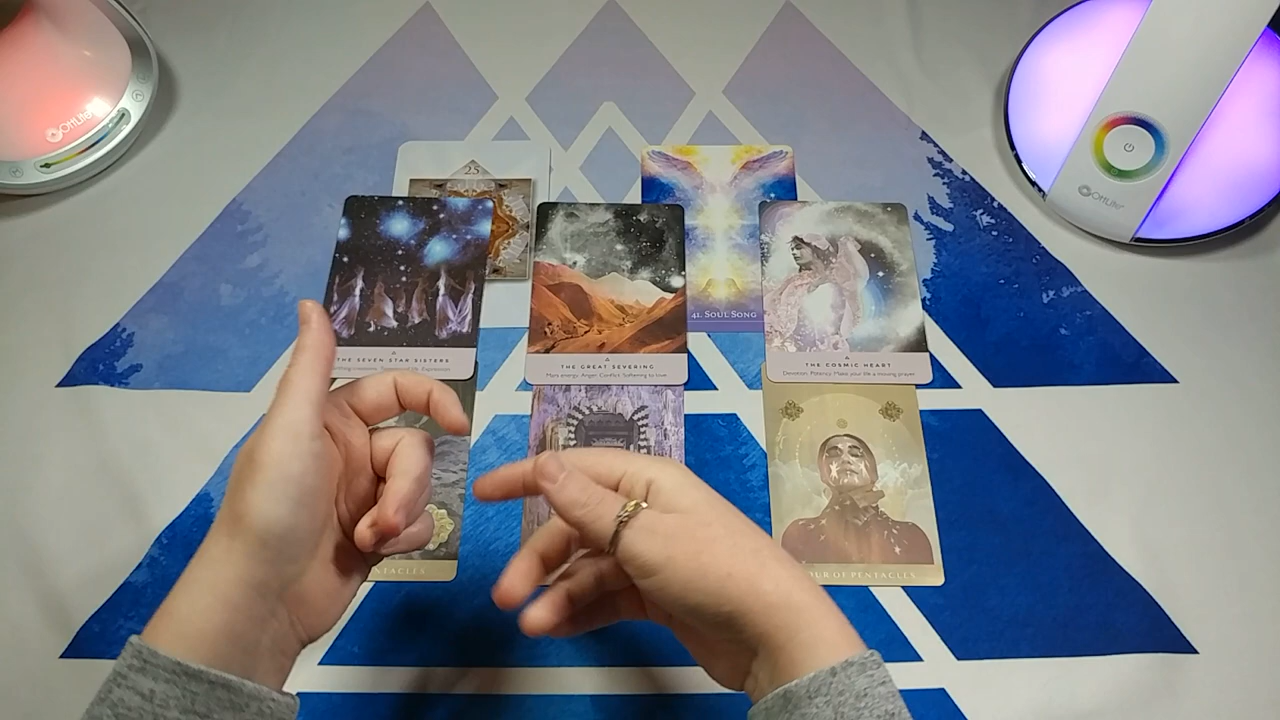 OttLite
25
OttLite
41. SOUL SONG
THE SEVEN STAR SISTERS
THE GREAT SEVERING
Mars energy. Anger. Conflict. Softening to love.
THE COSMIC HEART
Devotion. Potency. Make your life a moving prayer.
PENTACLES
OUR OF PENTACLES